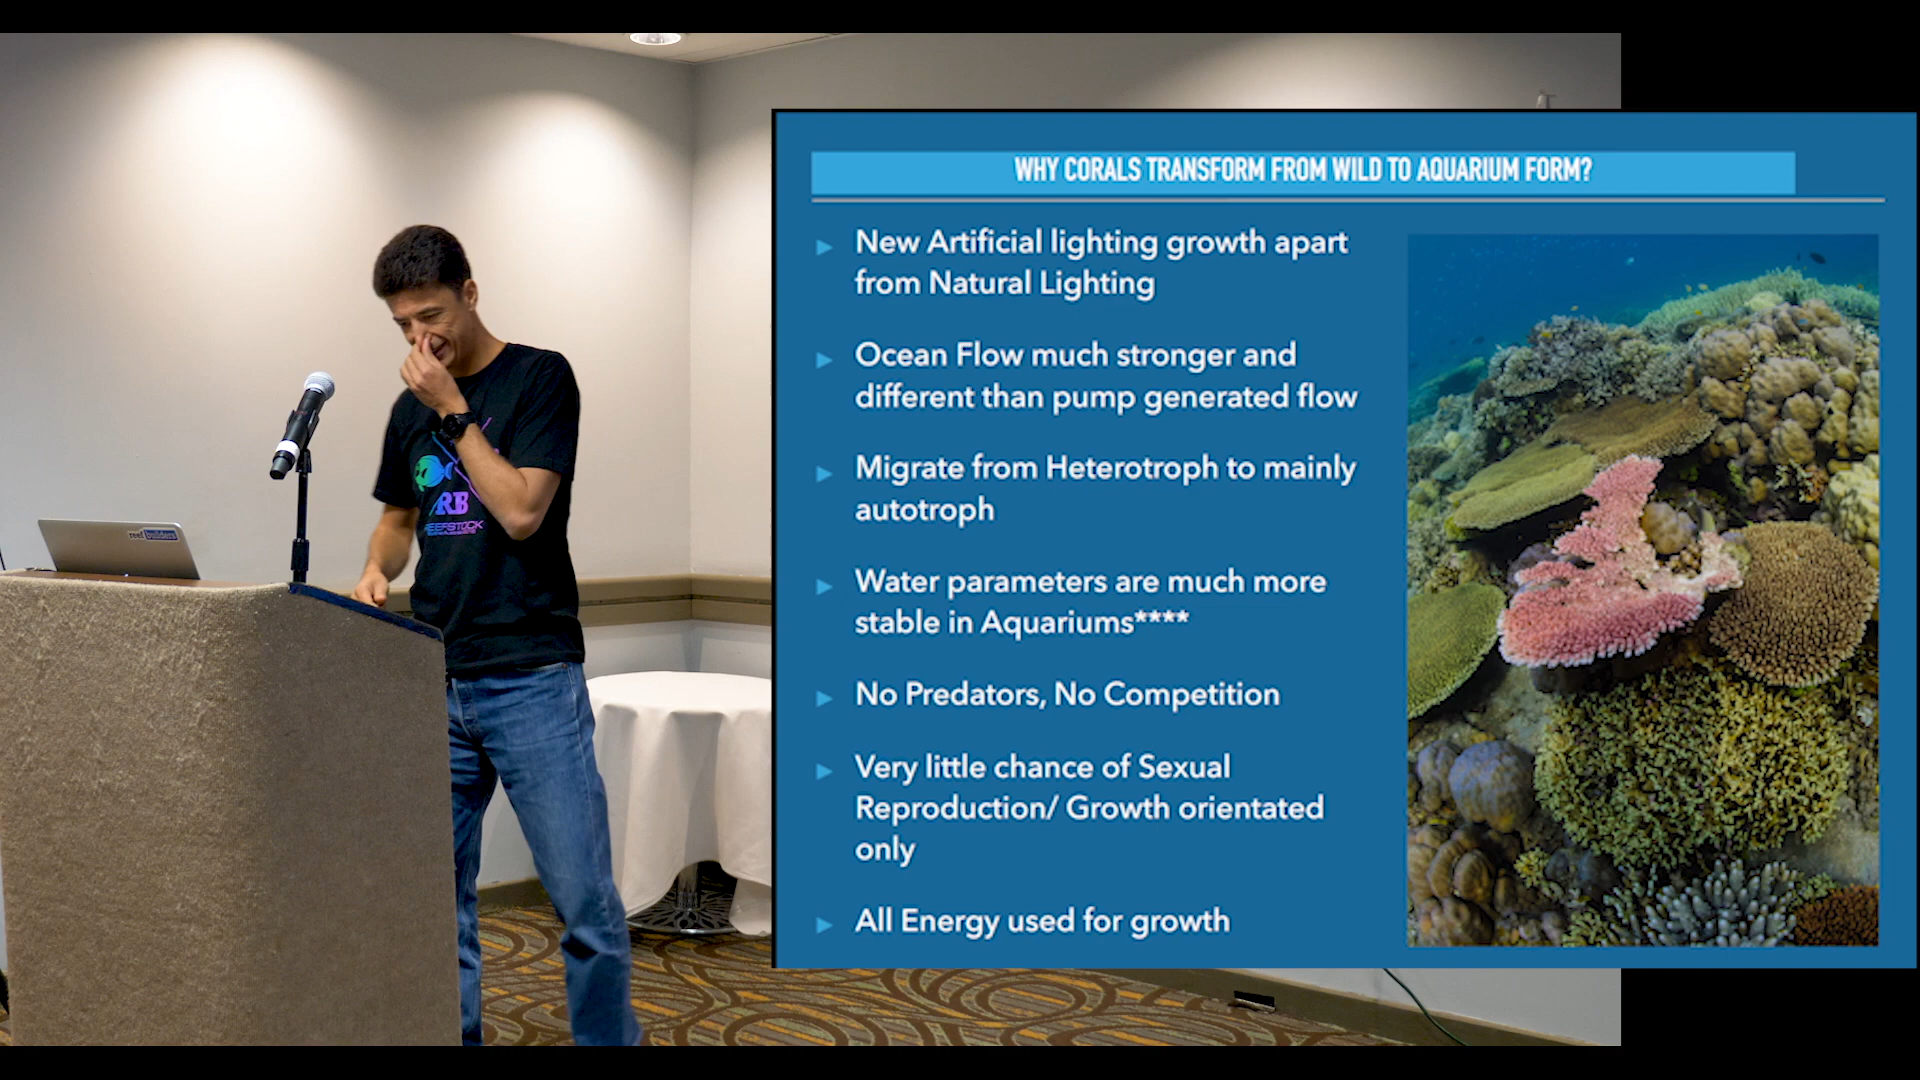 WHY CORALS TRANSFORM FROM WILD TO AQUARIUM FORM?
New Artificial lighting growth apart
from Natural Lighting
Ocean Flow much stronger and
different than pump generated flow
Migrate from Heterotroph to mainly
autotroph
Water parameters are much more
stable in Aquariums****
No Predators, No Competition
Very little chance of Sexual
Reproduction/ Growth orientated
only
All Energy used for growth
RB
REEFSTOCK
reef builders